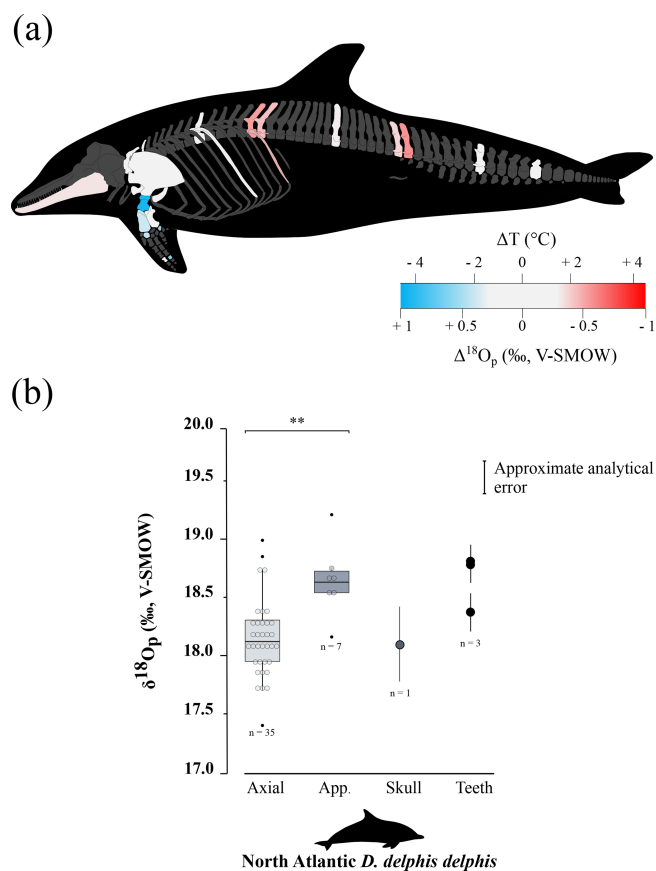 (a)
ΔT (°C)
- 4 - 2 0 + 2 + 4
+ 1 + 0.5 0 - 0.5 - 1
Δ¹⁸Oₚ (‰, V-SMOW)
(b)
**
20.0
19.5
19.0
18.5
18.0
17.5
17.0
δ¹⁸Oₚ (‰, V-SMOW)
Approximate analytical
error
n = 35
n = 7
n = 1
n = 3
Axial App. Skull Teeth
North Atlantic D. delphis delphis